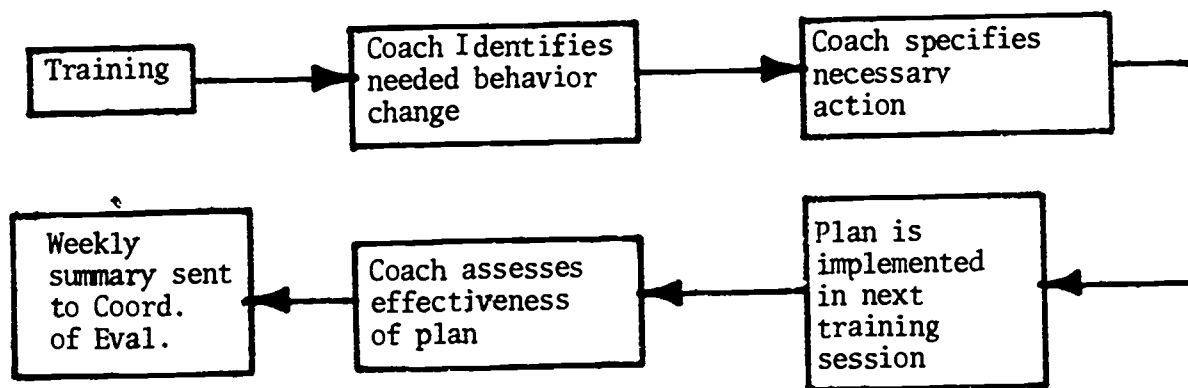 Training
Coach Identifies
needed behavior
change
Coach specifies
necessary
action
Plan is
implemented
in next
training
session
Coach assesses
effectiveness
of plan
Weekly
summary sent
to Coord.
of Eval.